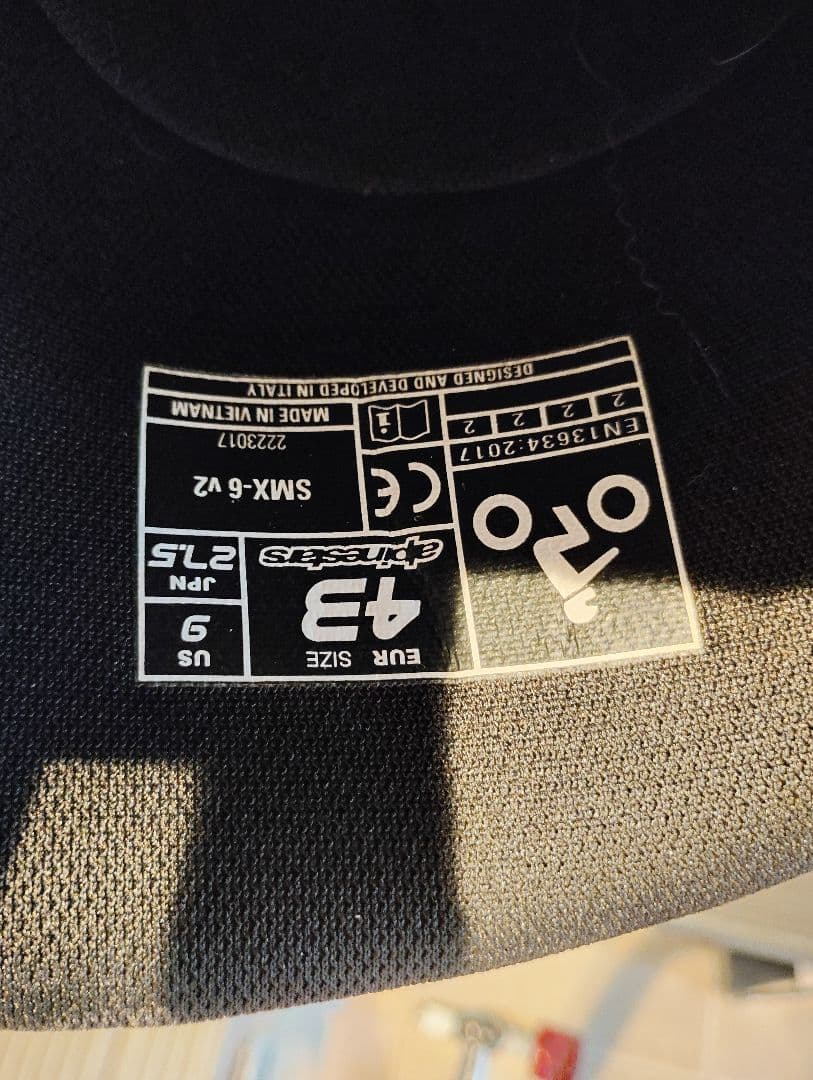 EUR SIZE
43
alpinestars
US
9
JPN
27.5
EN13634:2017
2 2 2 2
CE
i
SMX-6 v2
2223017
MADE IN VIETNAM
DESIGNED AND DEVELOPED IN ITALY